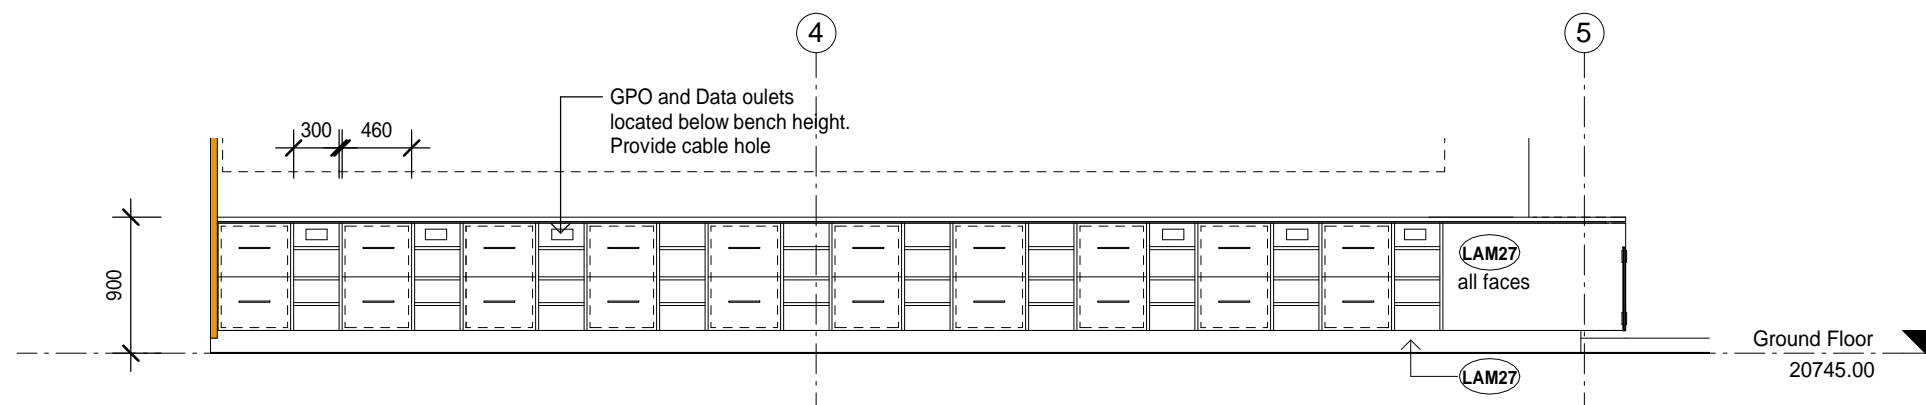 4
5
GPO and Data oulets
located below bench height.
Provide cable hole
300
460
900
LAM27
all faces
Ground Floor
20745.00
LAM27